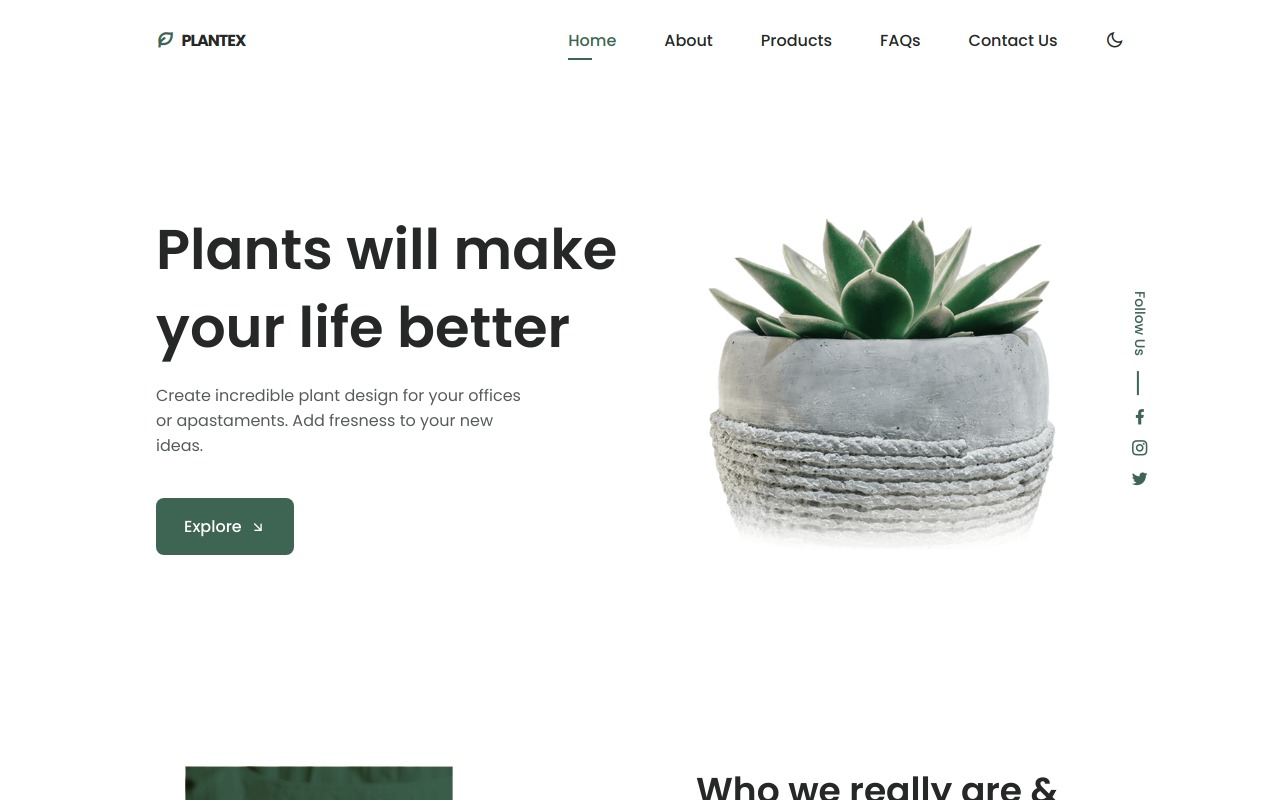 PLANTEX
Home
About
Products
FAQs
Contact Us
Plants will make
your life better
Create incredible plant design for your offices
or apastaments. Add fresness to your new
ideas.
Explore
Follow Us
Who we really are &